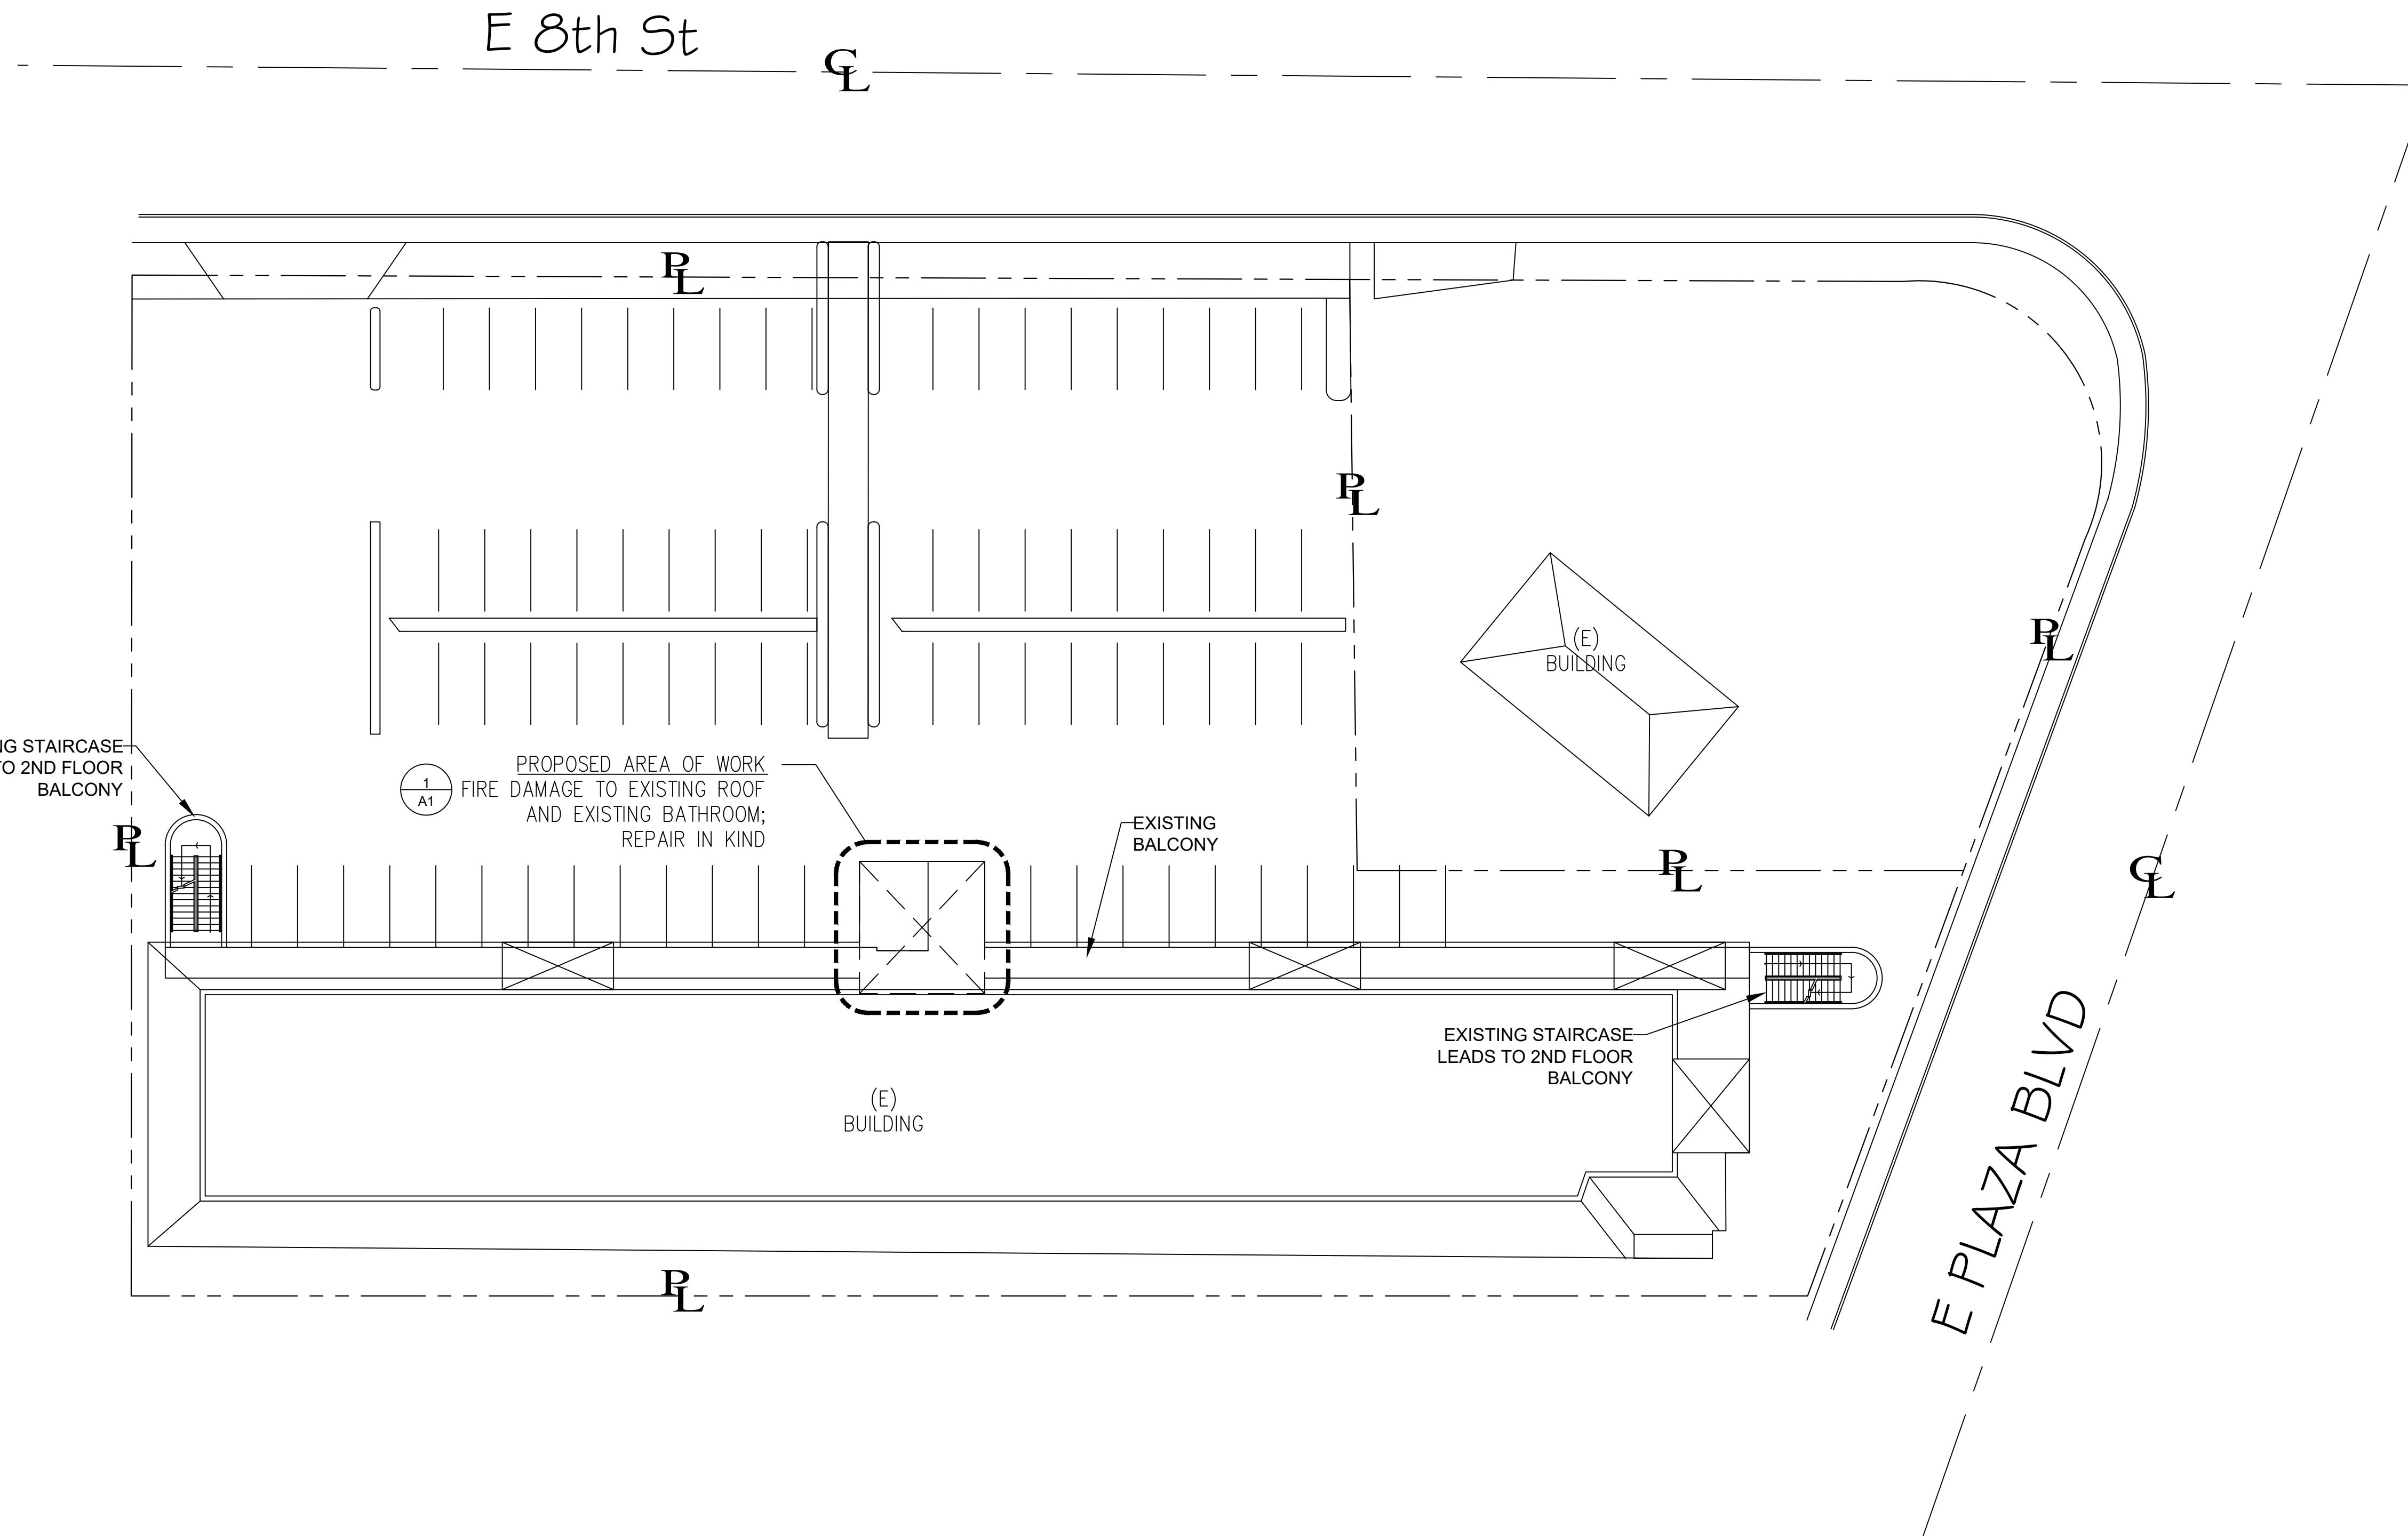 E 8th St
CL
PL
PL
(E)
BUILDING
PL
STAIRCASE
TO 2ND FLOOR
BALCONY
PROPOSED AREA OF WORK
1
A1
FIRE DAMAGE TO EXISTING ROOF
AND EXISTING BATHROOM;
REPAIR IN KIND
EXISTING
BALCONY
PL
PL
CL
EXISTING STAIRCASE
LEADS TO 2ND FLOOR
BALCONY
(E)
BUILDING
E PLAZA BLVD
PL